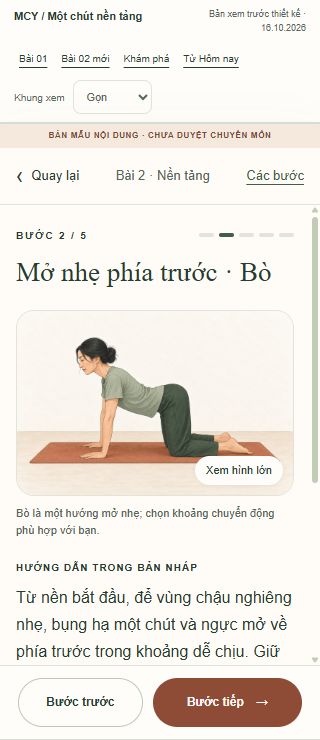 MCY / Một chút nền tảng
Bản xem trước thiết kế ·
16.10.2026
Bài 01 Bài 02 mới Khám phá Từ Hôm nay
Khung xem Gọn
BẢN MẪU NỘI DUNG · CHƯA DUYỆT CHUYÊN MÔN
‹ Quay lại Bài 2 · Nền tảng Các bước
BƯỚC 2 / 5
Mở nhẹ phía trước · Bò
Xem hình lớn
Bò là một hướng mở nhẹ; chọn khoảng chuyển động
phù hợp với bạn.
HƯỚNG DẪN TRONG BẢN NHÁP
Từ nền bắt đầu, để vùng chậu nghiêng
nhẹ, bụng hạ một chút và ngực mở về
phía trước trong khoảng dễ chịu. Giữ
Bước trước Bước tiếp →